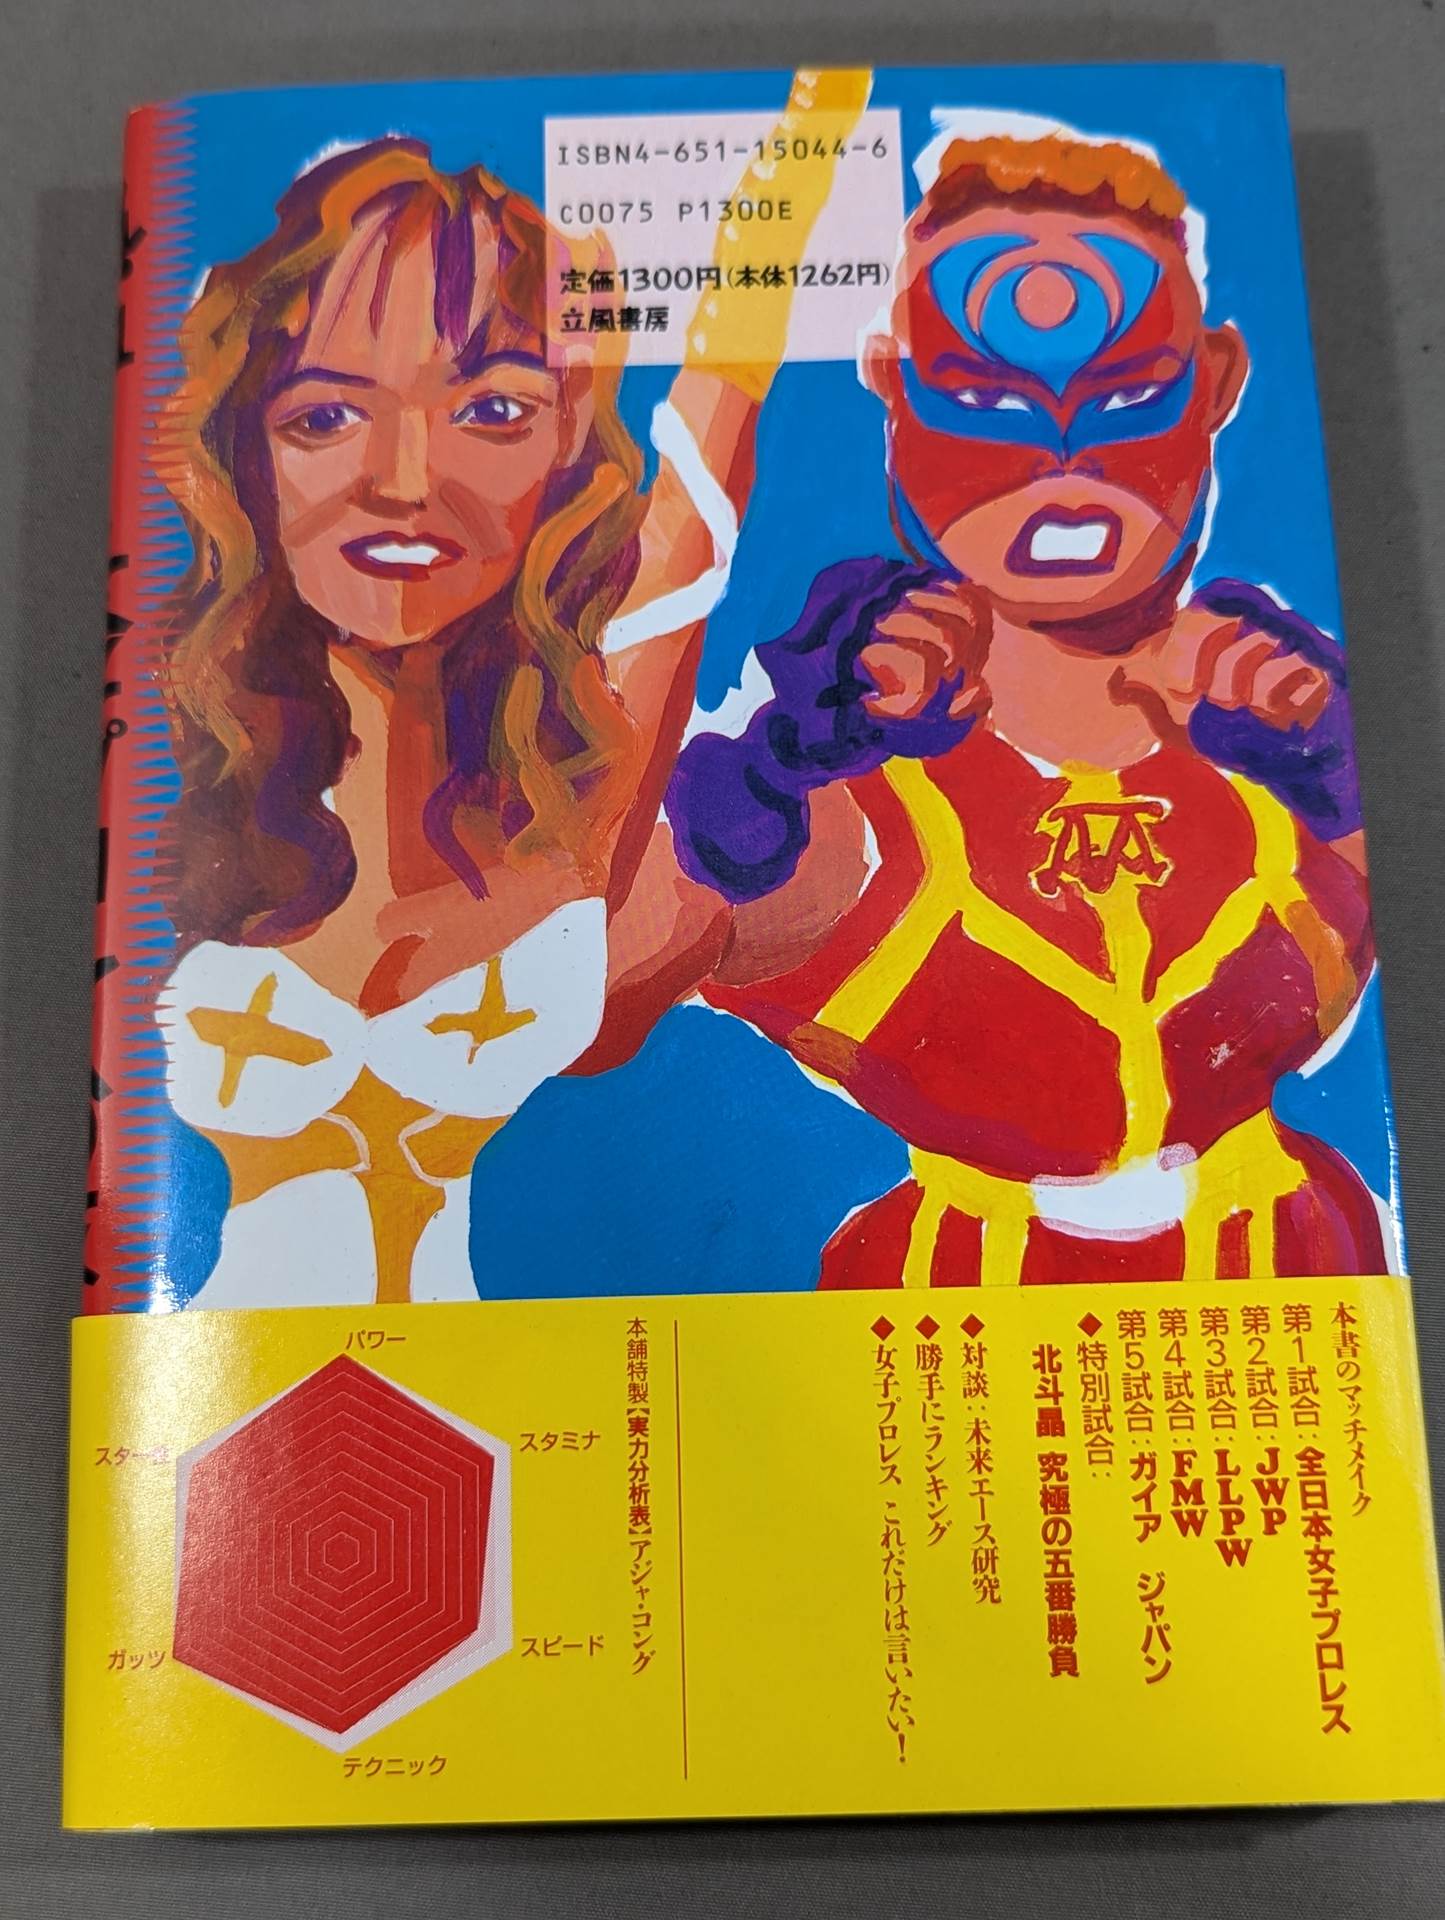 ISBN4-651-15044-6
C0075 P1300E
定価1300円(本体1262円)
立風書房
本書のマッチメイク
第1試合:全日本女子プロレス
第2試合:JWP
第3試合:LLPW
第4試合:FMW
第5試合:ガイア ジャパン
◆特別試合:
北斗晶 究極の五番勝負
◆対談:未来エース研究
◆勝手にランキング
◆女子プロレス これだけは言いたい!
本舗特製【実力分析表】アジャ・コング
パワー
スタミナ
スピード
テクニック
ガッツ
スター性